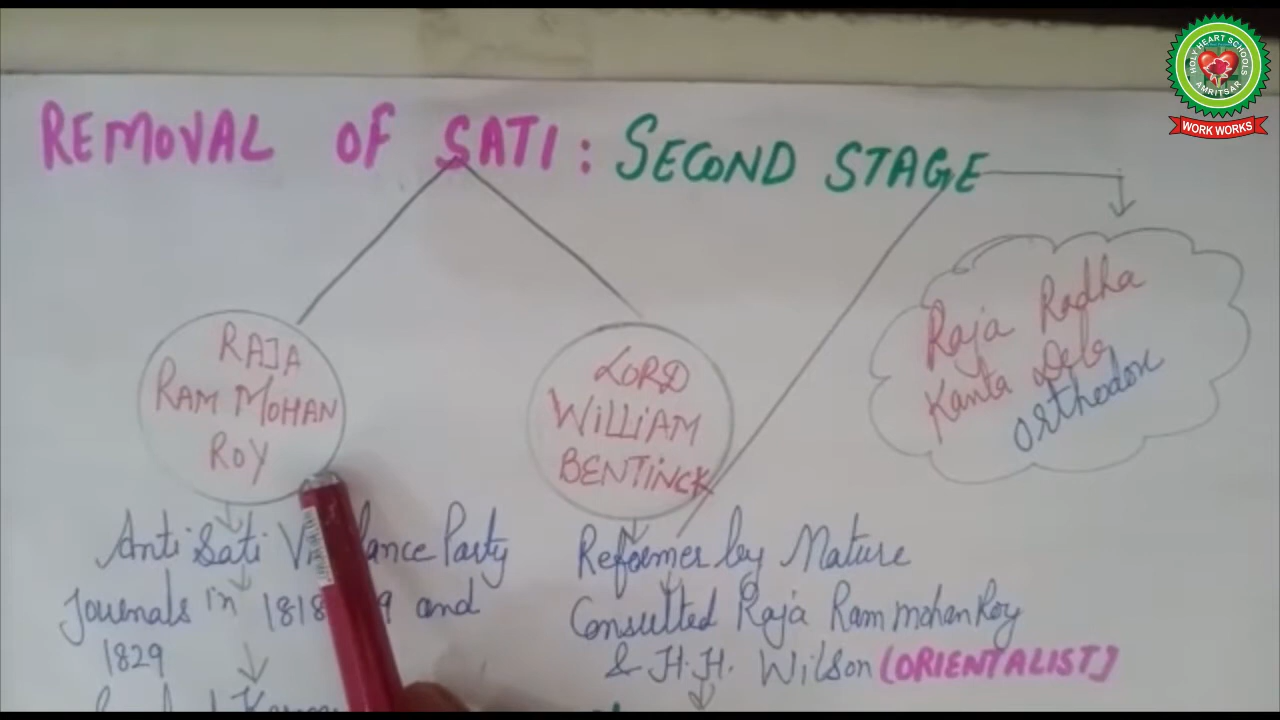 REMOVAL OF SATI : SECOND STAGE
RAJA
RAM MOHAN
ROY
LORD
WILLIAM
BENTINCK
Raja Radha
Kanta Deb
Orthodox
Anti Sati Party
Journals in 1818 and
1829
Reformer by Nature
Consulted Raja Rammohan Roy
& H.H. Wilson (ORIENTALIST)
HOLY HEART SCHOOLS
AMRITSAR
WORK WORKS